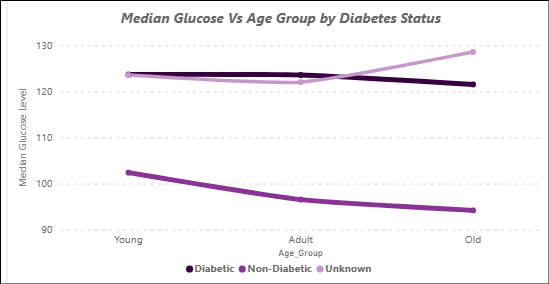 Median Glucose Vs Age Group by Diabetes Status
Median Glucose Level
130
120
110
100
90
Young Adult Old
Age_Group
Diabetic Non-Diabetic Unknown